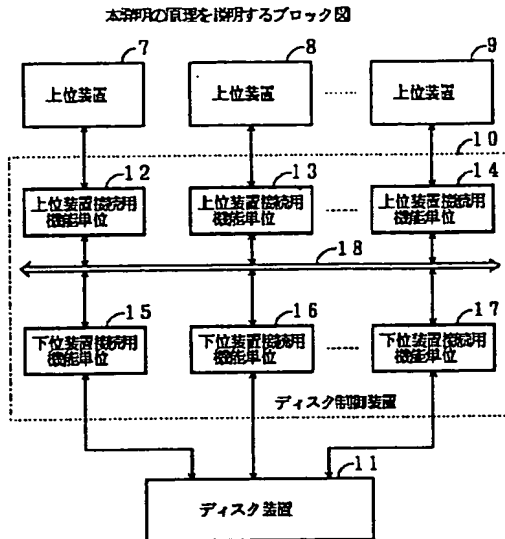 本発明の原理を説明するブロック図
7 8 9
上位装置 上位装置 …… 上位装置
10
12 13 14
上位装置接続用 上位装置接続用 上位装置接続用
機能単位 機能単位 …… 機能単位
18
15 16 17
下位装置接続用 下位装置接続用 下位装置接続用
機能単位 機能単位 …… 機能単位
ディスク制御装置
11
ディスク装置